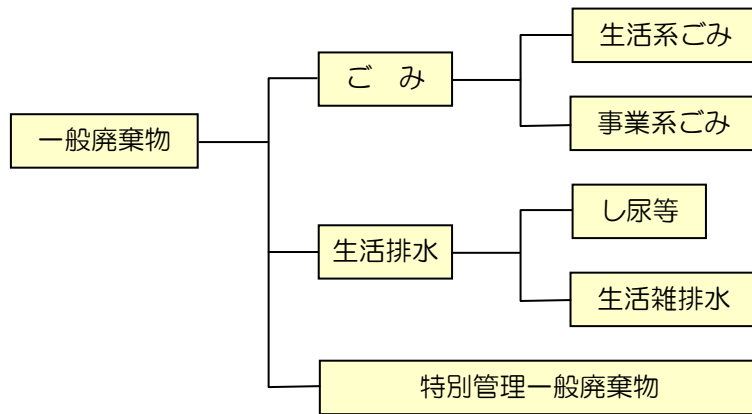 一般廃棄物
ご み
生活系ごみ
事業系ごみ
生活排水
し尿等
生活雑排水
特別管理一般廃棄物